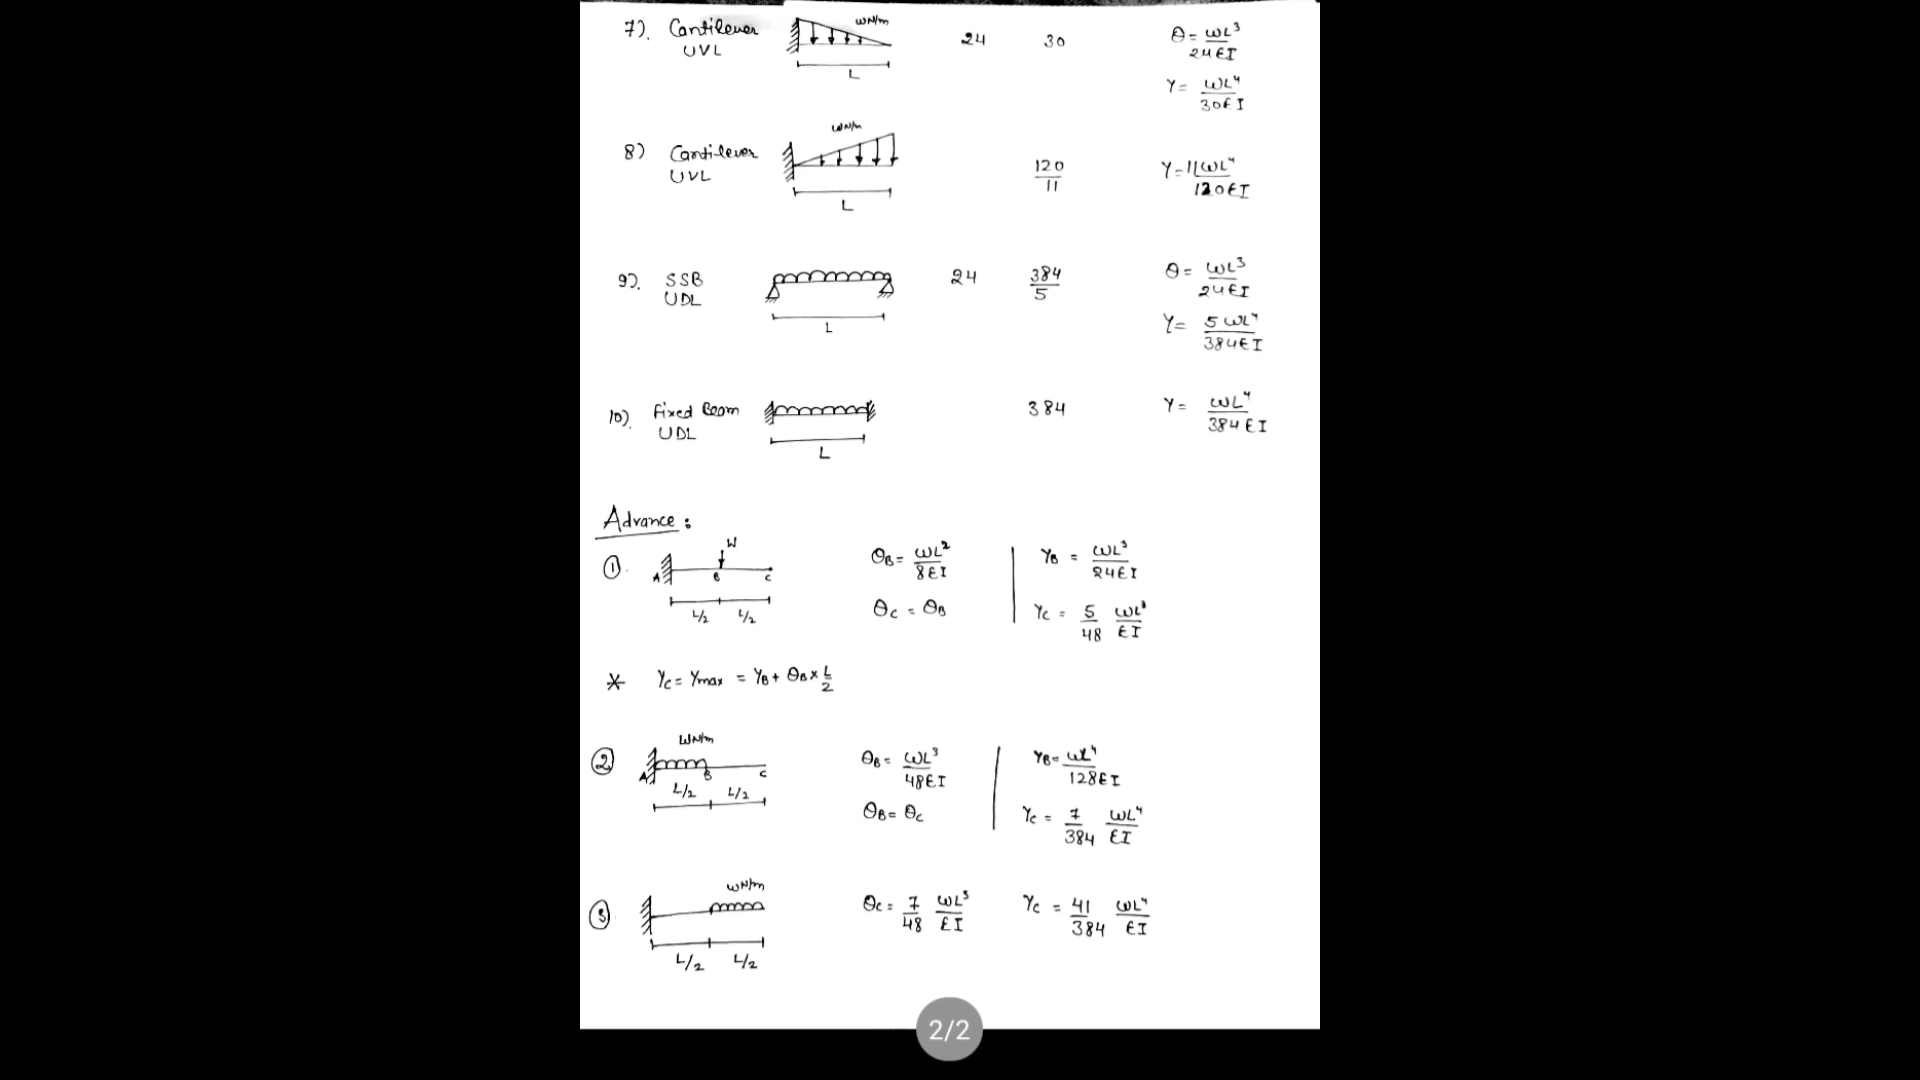 7). Cantilever UVL
wN/m
L
24 30
θ = wL³/24EI
Y = wL⁴/30EI
8) Cantilever UVL
wN/m
L
120/11
Y = 11wL⁴/120EI
9). SSB UDL
L
24 384/5
θ = wL³/24EI
Y = 5wL⁴/384EI
10). Fixed Beam UDL
L
384
Y = wL⁴/384EI
Advance :
① W
A B C
L/2 L/2
θB = wL²/8EI
θC = θB
YB = wL³/24EI
YC = 5/48 wL³/EI
* YC = Ymax = YB + θB × L/2
② wN/m
A B C
L/2 L/2
θB = wL³/48EI
θB = θC
YB = wL⁴/128EI
YC = 7/384 wL⁴/EI
③ wN/m
L/2 L/2
θC = 7/48 wL³/EI
YC = 41/384 wL⁴/EI
2/2